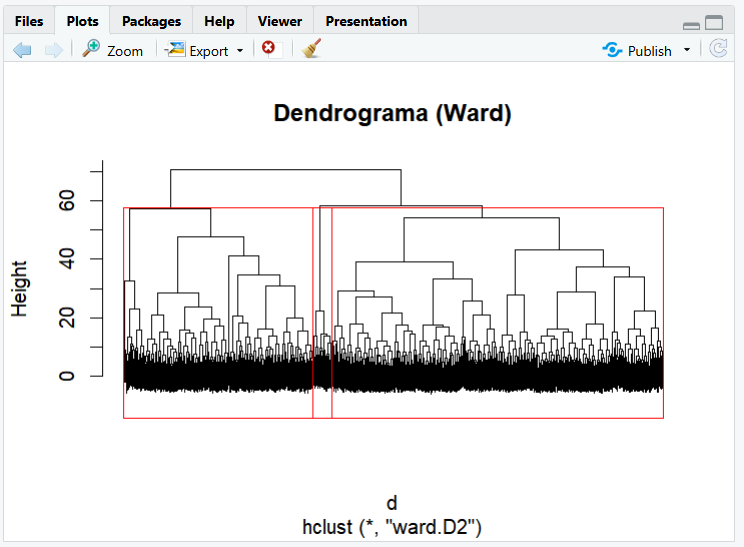 Files Plots Packages Help Viewer Presentation
Zoom Export Publish
Dendrograma (Ward)
Height
60
40
20
0
d
hclust (*, "ward.D2")